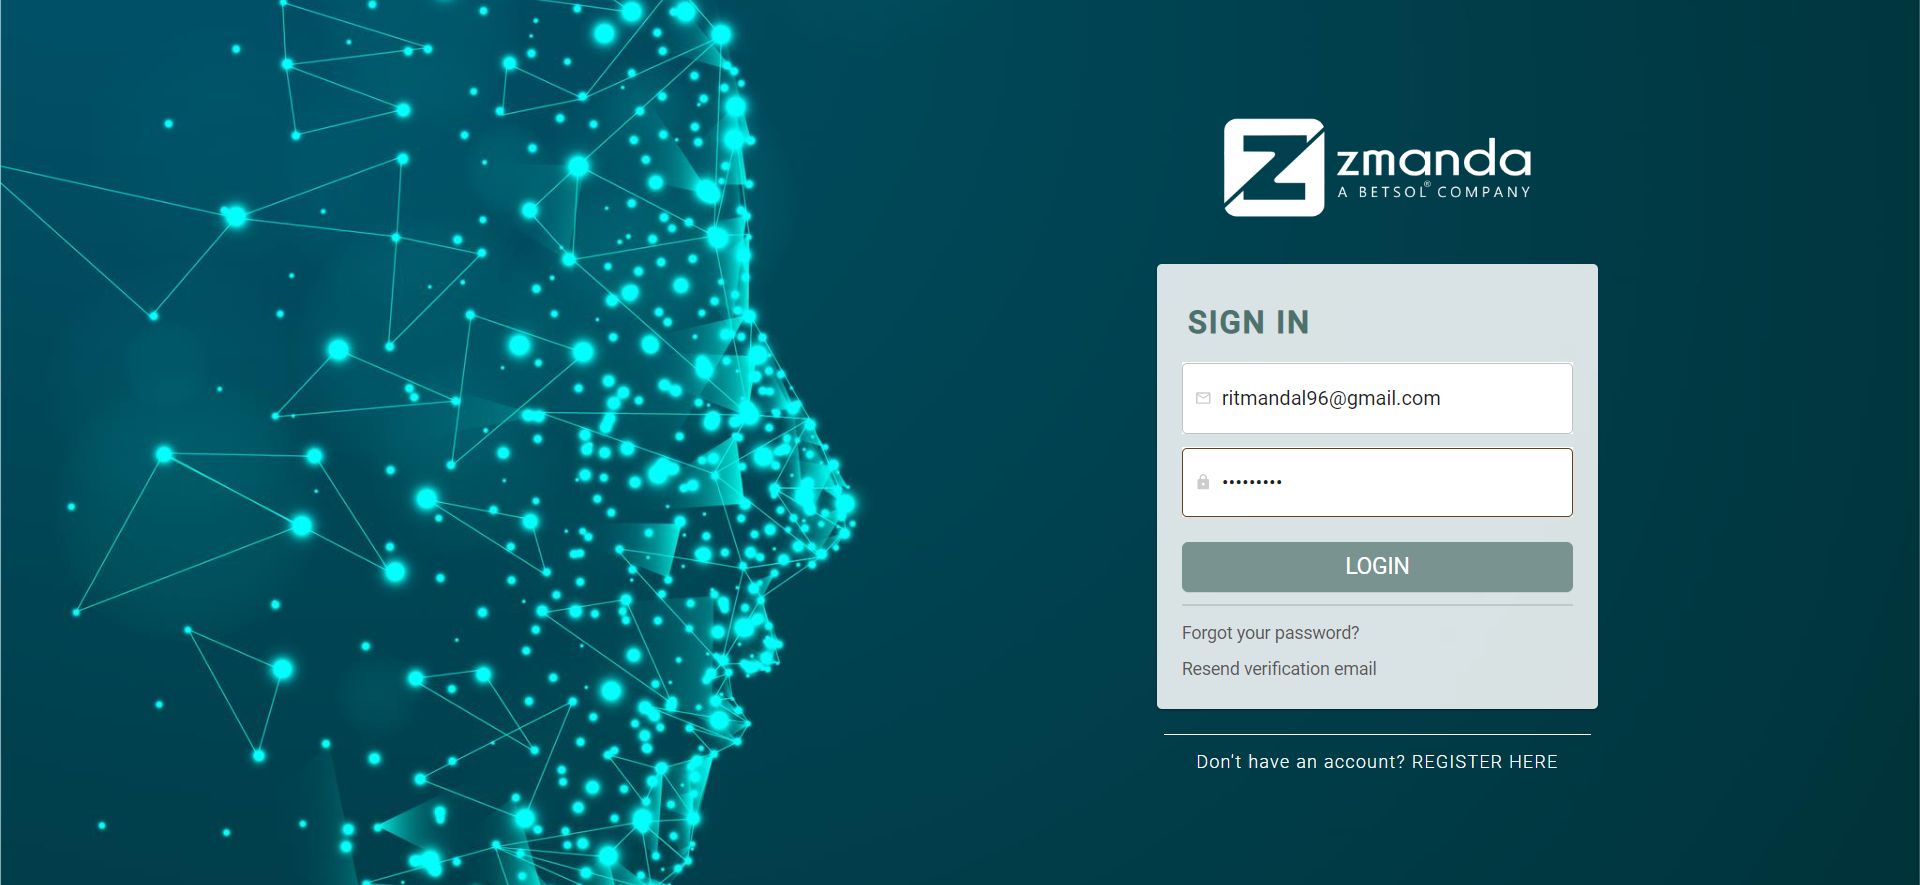 zmanda
A BETSOL® COMPANY
SIGN IN
ritmandal96@gmail.com
•••••••••
LOGIN
Forgot your password?
Resend verification email
Don't have an account? REGISTER HERE